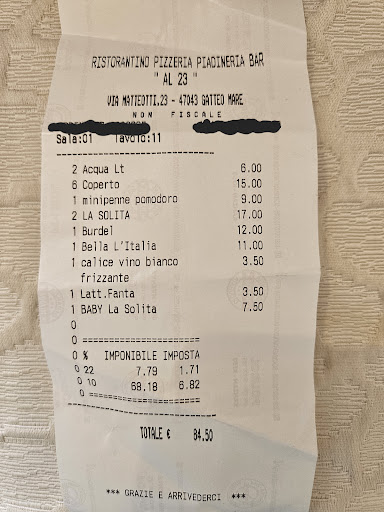 RISTORANTINO PIZZERIA PIADINERIA BAR
" AL 23 "
VIA MATTEOTTI,23 - 47043 GATTEO MARE
NON FISCALE
Sala:01 Tavolo:11
2 Acqua Lt 6.00
6 Coperto 15.00
1 minipenne pomodoro 9.00
2 LA SOLITA 17.00
1 Burdel 12.00
1 Bella L'Italia 11.00
1 calice vino bianco 3.50
frizzante
1 Latt.Fanta 3.50
1 BABY La Solita 7.50
0
0 =======================
0 % IMPONIBILE IMPOSTA
0 22 7.79 1.71
0 10 68.18 6.82
0 =======================
TOTALE € 84.50
*** GRAZIE E ARRIVEDERCI ***